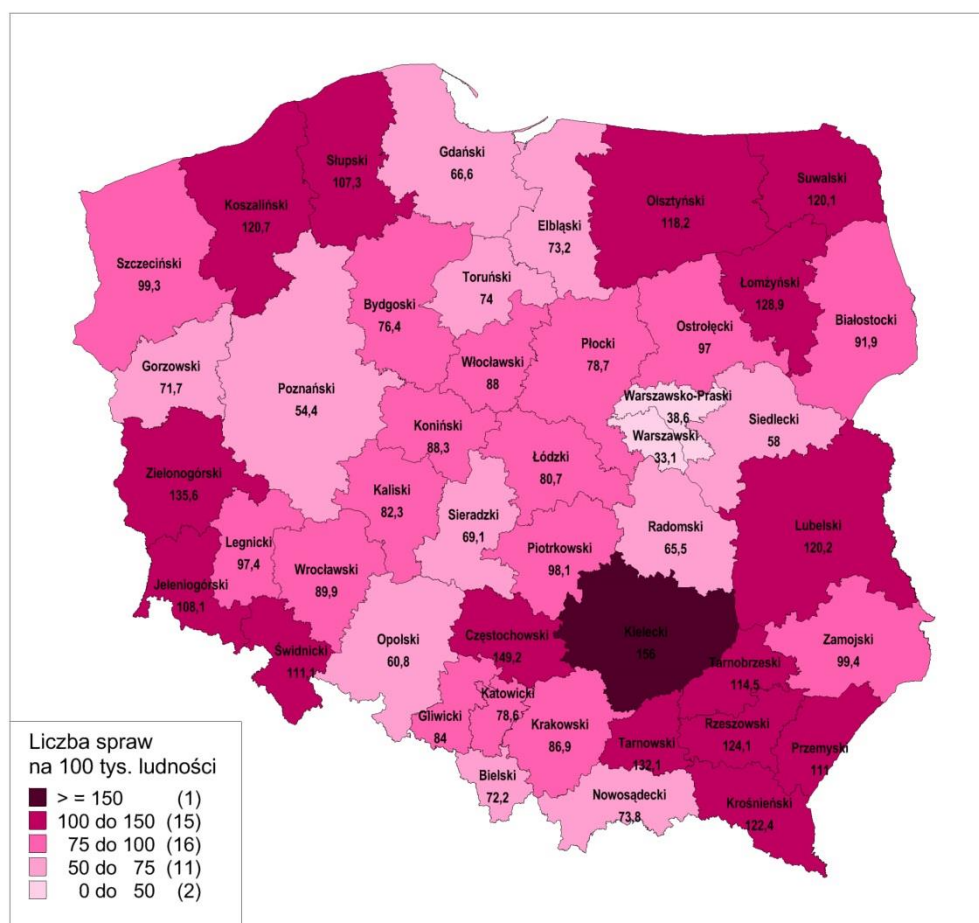 Słupski
107,3
Gdański
66,6
Koszaliński
120,7
Elbląski
73,2
Olsztyński
118,2
Suwalski
120,1
Szczeciński
99,3
Toruński
74
Bydgoski
76,4
Łomżyński
128,9
Ostrołęcki
97
Białostocki
91,9
Gorzowski
71,7
Poznański
54,4
Włocławski
88
Płocki
78,7
Warszawsko-Praski
38,6
Warszawski
33,1
Siedlecki
58
Koniński
88,3
Łódzki
80,7
Zielonogórski
135,6
Kaliski
82,3
Sieradzki
69,1
Radomski
65,5
Lubelski
120,2
Legnicki
97,4
Wrocławski
89,9
Piotrkowski
98,1
Jeleniogórski
108,1
Świdnicki
111,1
Opolski
60,8
Częstochowski
149,2
Kielecki
156
Zamojski
99,4
Tarnobrzeski
114,5
Katowicki
78,6
Gliwicki
84
Krakowski
86,9
Tarnowski
132,1
Rzeszowski
124,1
Przemyski
111
Bielski
72,2
Nowosądecki
73,8
Krośnieński
122,4
Liczba spraw
na 100 tys. ludności
> = 150 (1)
100 do 150 (15)
75 do 100 (16)
50 do 75 (11)
0 do 50 (2)